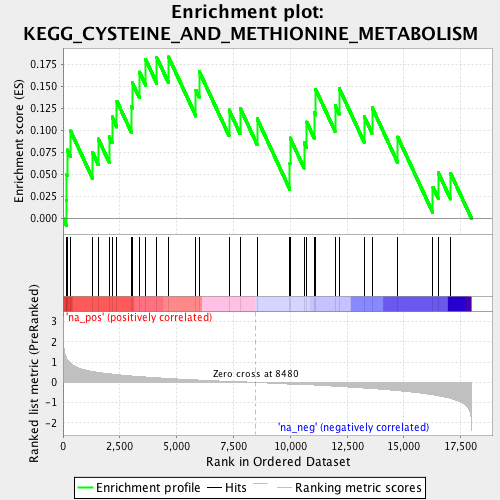 Enrichment plot:
KEGG_CYSTEINE_AND_METHIONINE_METABOLISM
Enrichment score (ES)
0.175
0.150
0.125
0.100
0.075
0.050
0.025
0.000
Ranked list metric (PreRanked)
3
2
1
0
-1
-2
'na_pos' (positively correlated)
Zero cross at 8480
'na_neg' (negatively correlated)
0
2,500
5,000
7,500
10,000
12,500
15,000
17,500
Rank in Ordered Dataset
Enrichment profile
Hits
Ranking metric scores